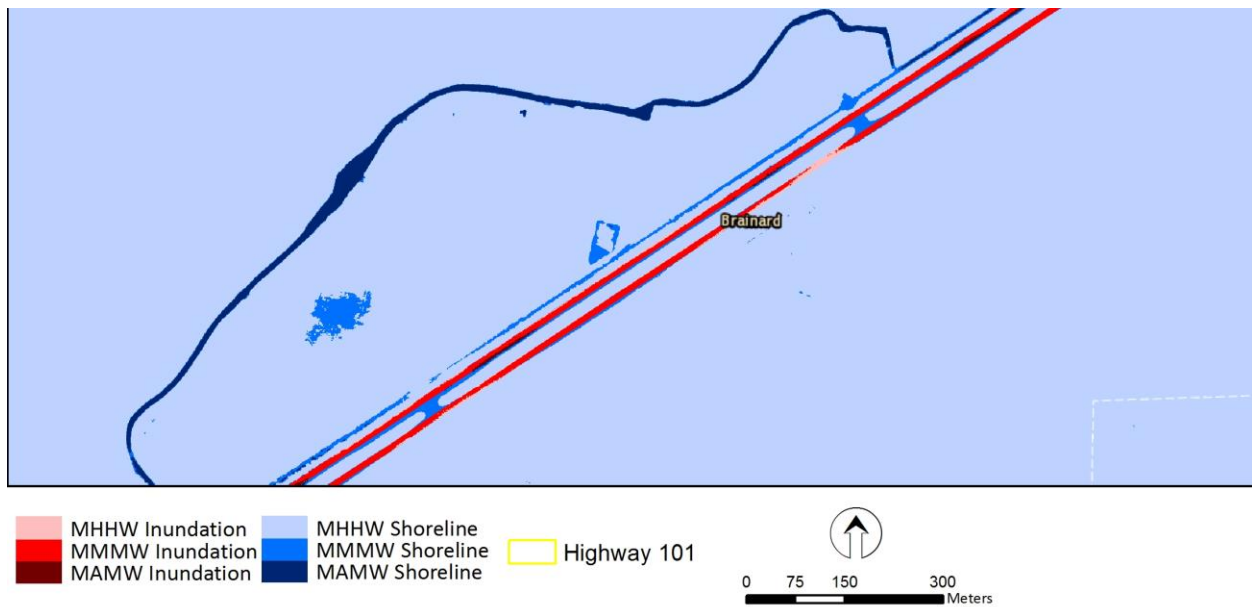 Brainard
MHHW Inundation
MMMW Inundation
MAMW Inundation
MHHW Shoreline
MMMW Shoreline
MAMW Shoreline
Highway 101
0 75 150 300
Meters